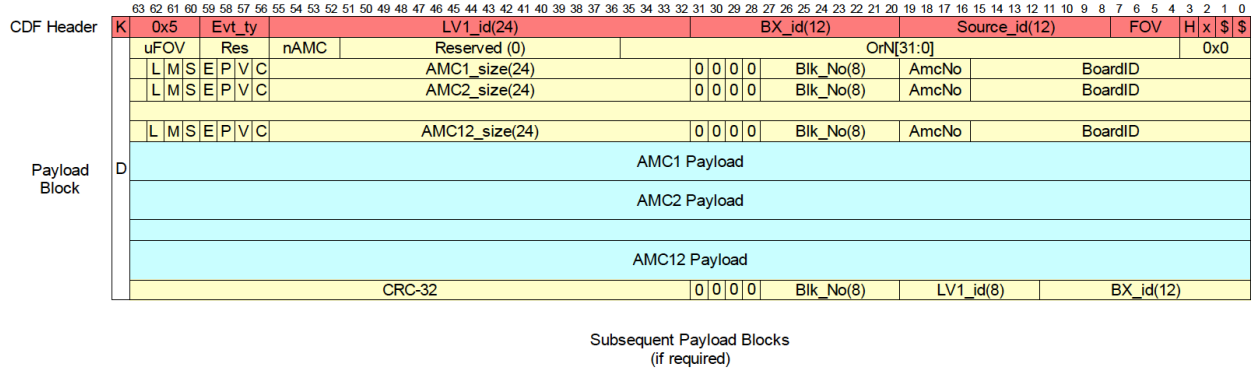 63 62 61 60 59 58 57 56 55 54 53 52 51 50 49 48 47 46 45 44 43 42 41 40 39 38 37 36 35 34 33 32 31 30 29 28 27 26 25 24 23 22 21 20 19 18 17 16 15 14 13 12 11 10 9 8 7 6 5 4 3 2 1 0
CDF Header K 0x5 Evt_ty LV1_id(24) BX_id(12) Source_id(12) FOV H x $ $
uFOV Res nAMC Reserved (0) OrN[31:0] 0x0
L M S E P V C AMC1_size(24) 0 0 0 0 Blk_No(8) AmcNo BoardID
L M S E P V C AMC2_size(24) 0 0 0 0 Blk_No(8) AmcNo BoardID
L M S E P V C AMC12_size(24) 0 0 0 0 Blk_No(8) AmcNo BoardID
AMC1 Payload
Payload
Block
D
AMC2 Payload
AMC12 Payload
CRC-32 0 0 0 0 Blk_No(8) LV1_id(8) BX_id(12)
Subsequent Payload Blocks
(if required)